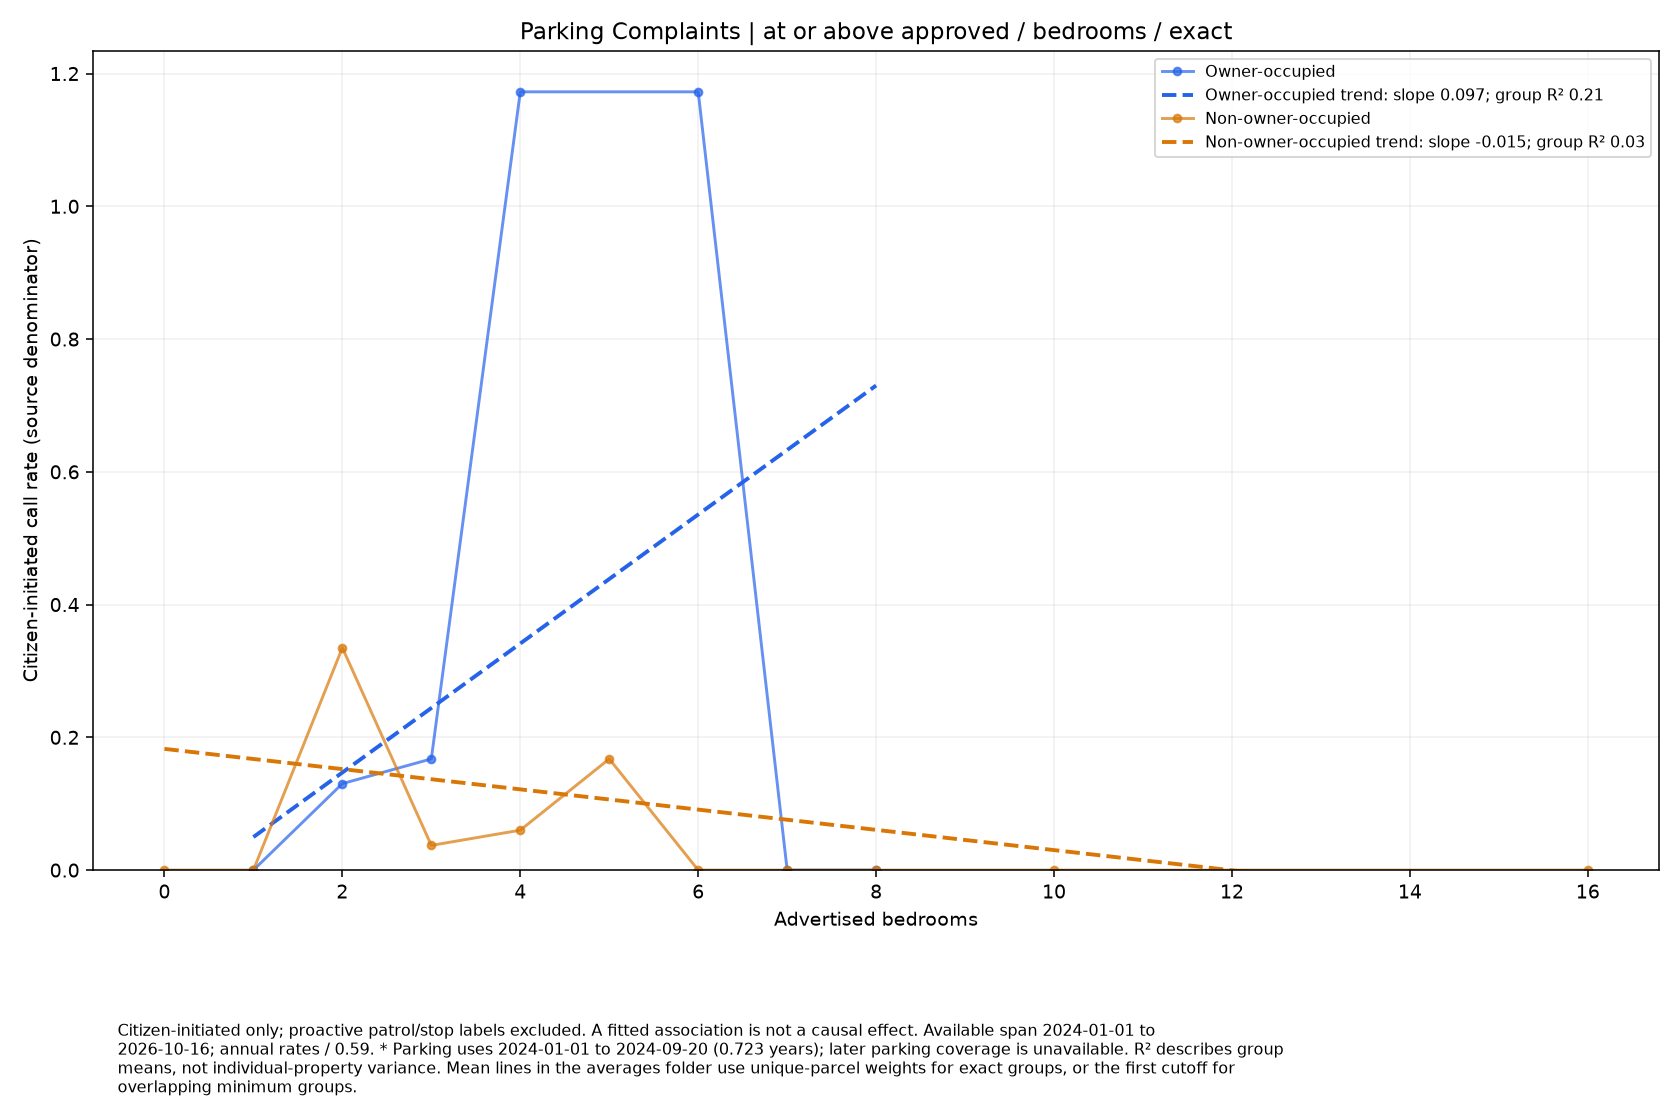 Parking Complaints | at or above approved / bedrooms / exact
Owner-occupied
Owner-occupied trend: slope 0.097; group R² 0.21
Non-owner-occupied
Non-owner-occupied trend: slope -0.015; group R² 0.03
Citizen-initiated call rate (source denominator)
1.2
1.0
0.8
0.6
0.4
0.2
0.0
0 2 4 6 8 10 12 14 16
Advertised bedrooms
Citizen-initiated only; proactive patrol/stop labels excluded. A fitted association is not a causal effect. Available span 2024-01-01 to
2026-10-16; annual rates / 0.59. * Parking uses 2024-01-01 to 2024-09-20 (0.723 years); later parking coverage is unavailable. R² describes group
means, not individual-property variance. Mean lines in the averages folder use unique-parcel weights for exact groups, or the first cutoff for
overlapping minimum groups.